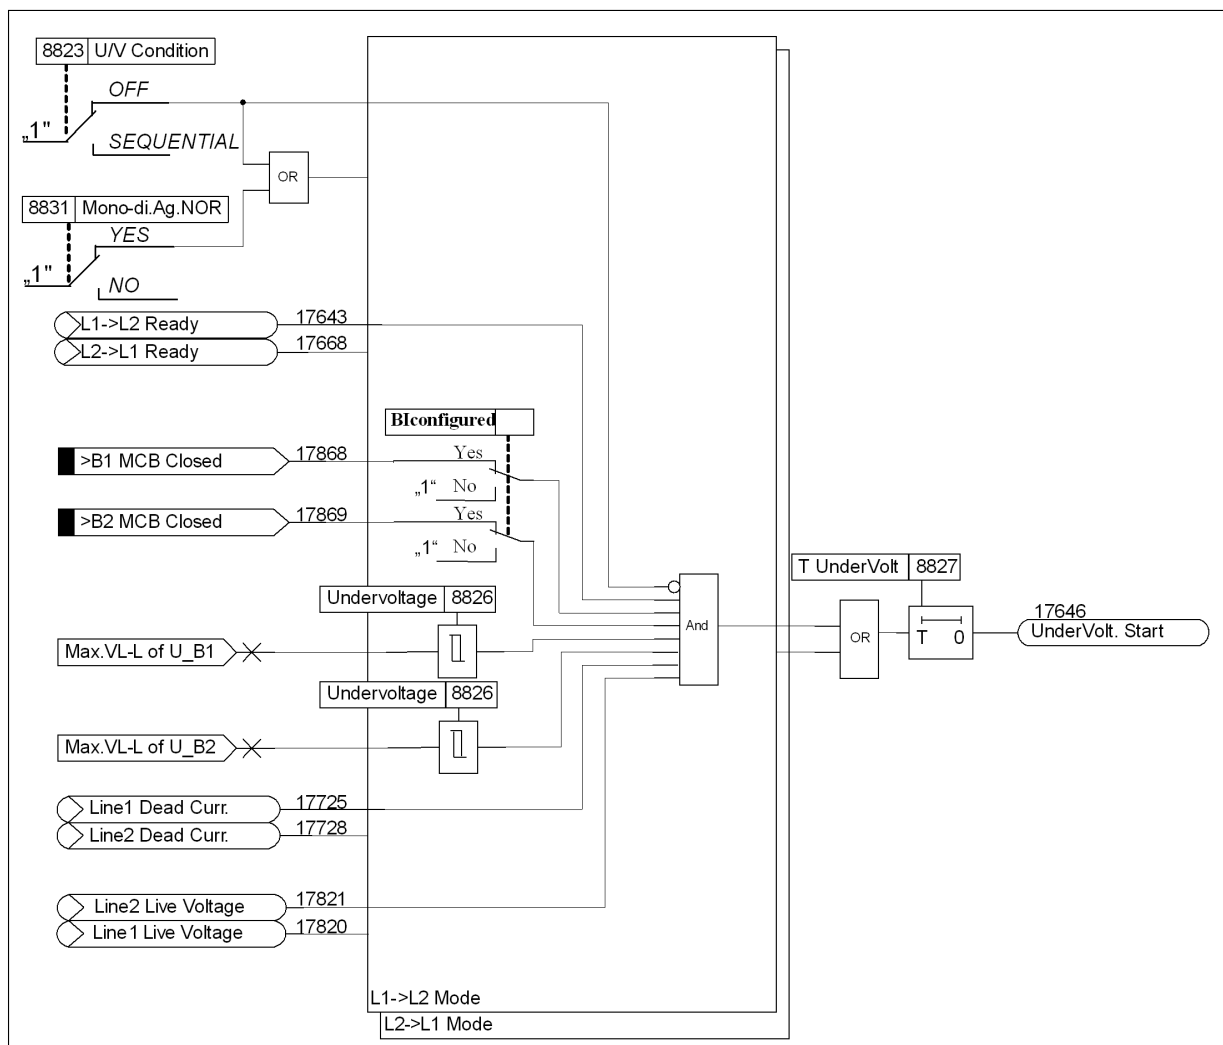 8823 U/V Condition
OFF
„1"
SEQUENTIAL
OR
8831 Mono-di.Ag.NOR
YES
„1"
NO
L1->L2 Ready 17643
L2->L1 Ready 17668
BIconfigured
>B1 MCB Closed 17868 Yes
„1“ No
>B2 MCB Closed 17869 Yes
„1“ No
T UnderVolt 8827
Undervoltage 8826
17646
And
OR
T 0
UnderVolt. Start
Max.VL-L of U_B1
Undervoltage 8826
Max.VL-L of U_B2
Line1 Dead Curr. 17725
Line2 Dead Curr. 17728
Line2 Live Voltage 17821
Line1 Live Voltage 17820
L1->L2 Mode
L2->L1 Mode